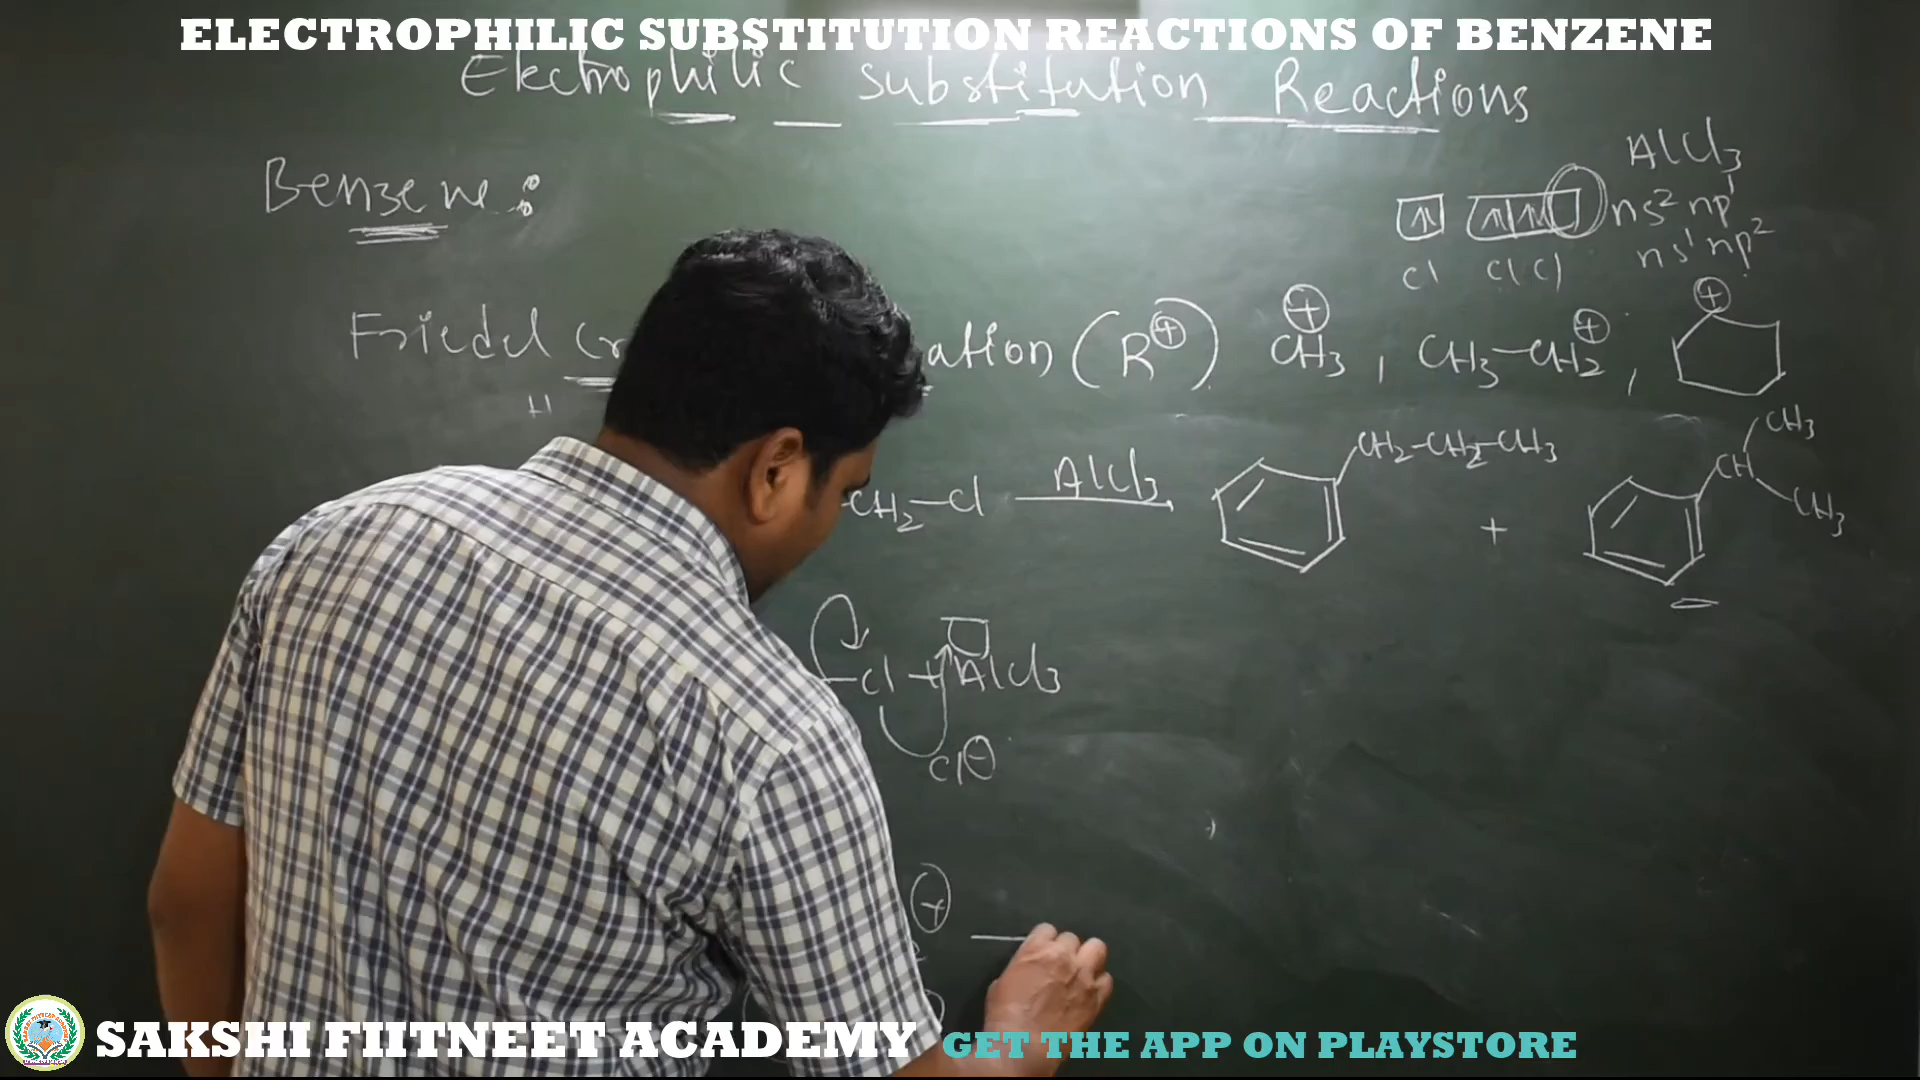 ELECTROPHILIC SUBSTITUTION REACTIONS OF BENZENE
Electrophilic Substitution Reactions
Benzene :
AlCl3
ns2 np1
ns1 np2
Cl Cl Cl
Friedel ation (R+) CH3+ , CH3-CH2+ ,
CH2-Cl AlCl3 CH2-CH2-CH3 + CH CH3 CH3
Cl + AlCl3
Cl-
+
SAKSHI FIITNEET ACADEMY GET THE APP ON PLAYSTORE